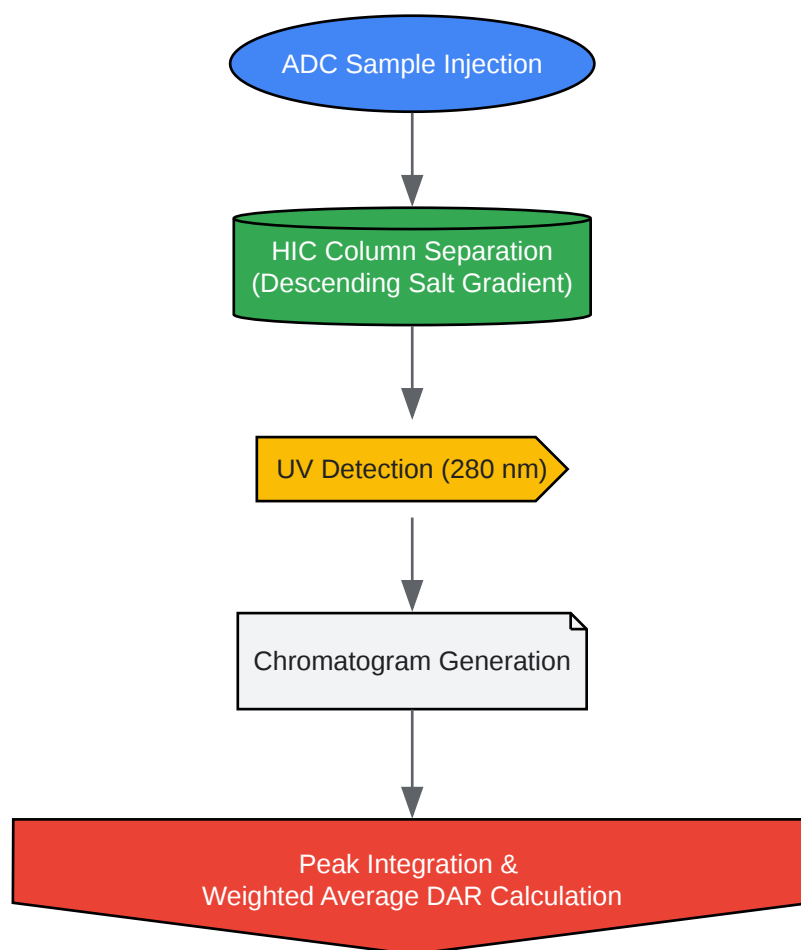 ADC Sample Injection
HIC Column Separation
(Descending Salt Gradient)
UV Detection (280 nm)
Chromatogram Generation
Peak Integration &
Weighted Average DAR Calculation